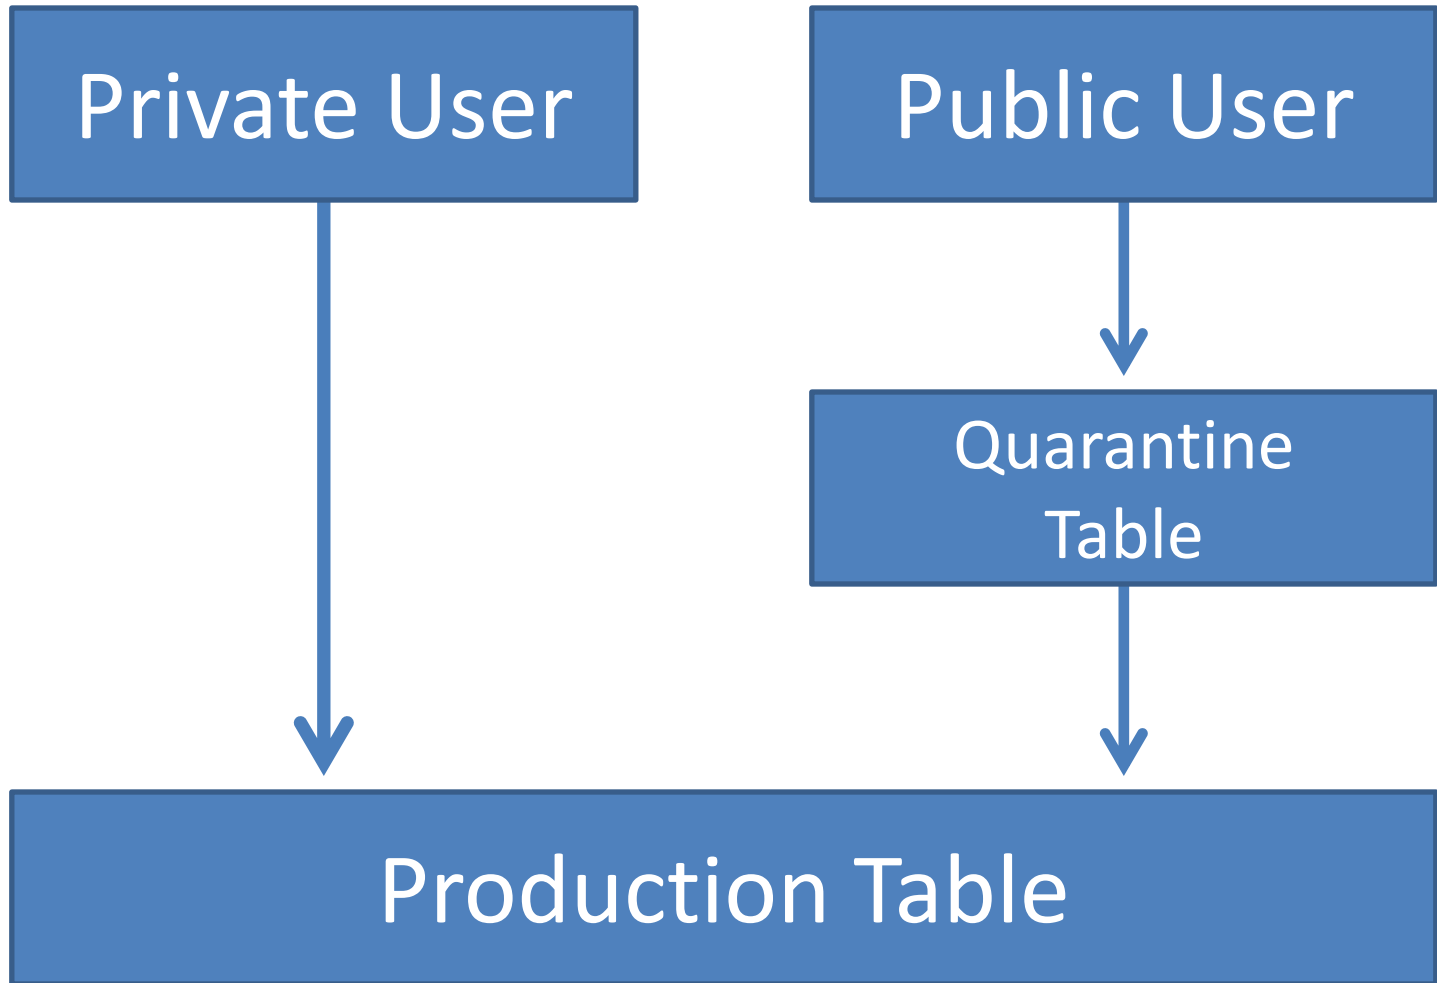 Private User
Public User
Quarantine
Table
Production Table